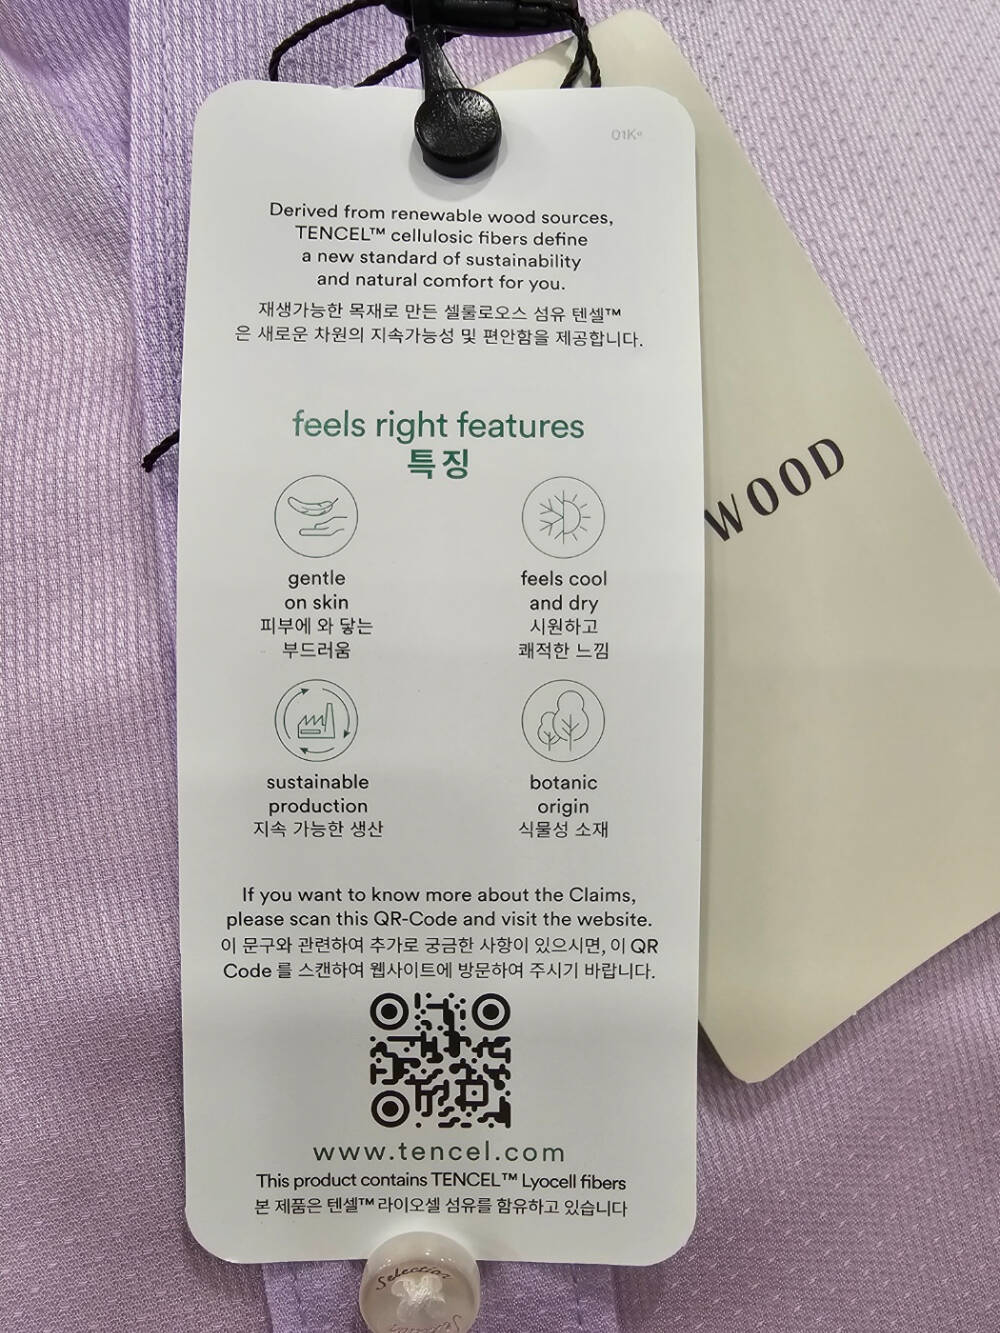 01Kº
Derived from renewable wood sources,
TENCEL™ cellulosic fibers define
a new standard of sustainability
and natural comfort for you.
재생가능한 목재로 만든 셀룰로오스 섬유 텐셀™
은 새로운 차원의 지속가능성 및 편안함을 제공합니다.
feels right features
특징
gentle
on skin
피부에 와 닿는
부드러움
feels cool
and dry
시원하고
쾌적한 느낌
sustainable
production
지속 가능한 생산
botanic
origin
식물성 소재
If you want to know more about the Claims,
please scan this QR-Code and visit the website.
이 문구와 관련하여 추가로 궁금한 사항이 있으시면, 이 QR
Code 를 스캔하여 웹사이트에 방문하여 주시기 바랍니다.
www.tencel.com
This product contains TENCEL™ Lyocell fibers
본 제품은 텐셀™ 라이오셀 섬유를 함유하고 있습니다
WOOD
Selection